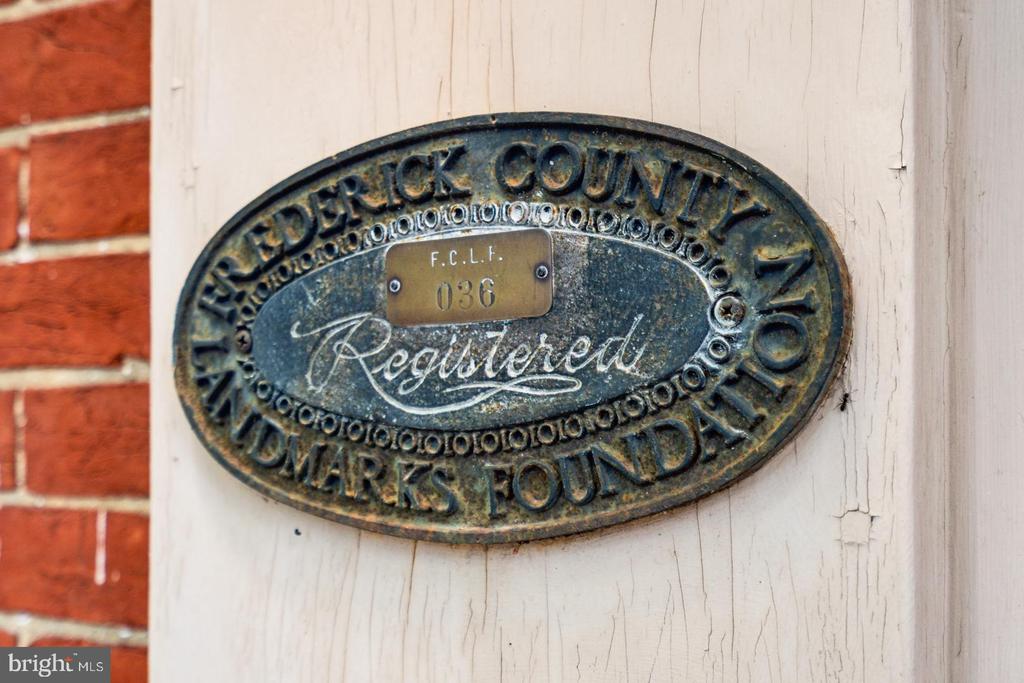 FREDERICK COUNTY
F.C.L.F.
036
Registered
LANDMARKS FOUNDATION
bright MLS